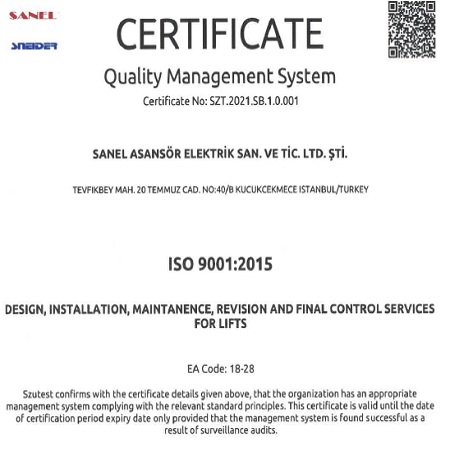 SANEL
SNEIDER
CERTIFICATE
Quality Management System
Certificate No: SZT.2021.SB.1.0.001
SANEL ASANSÖR ELEKTRİK SAN. VE TİC. LTD. ŞTİ.
TEVFIKBEY MAH. 20 TEMMUZ CAD. NO:40/B KUCUKCEKMECE ISTANBUL/TURKEY
ISO 9001:2015
DESIGN, INSTALLATION, MAINTANENCE, REVISION AND FINAL CONTROL SERVICES
FOR LIFTS
EA Code: 18-28
Szutest confirms with the certificate details given above, that the organization has an appropriate
management system complying with the relevant standard principles. This certificate is valid until the date
of certification period expiry date only provided that the management system is found successful as a
result of surveillance audits.